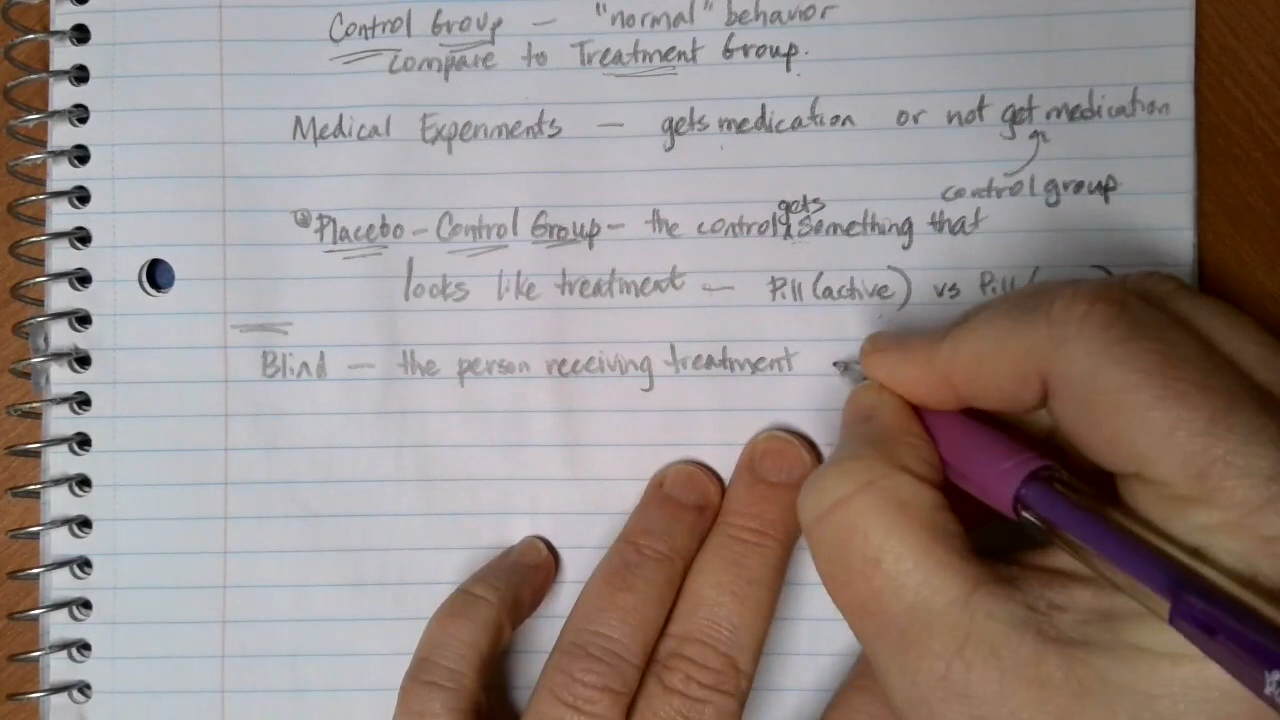 Control Group — "normal" behavior
compare to Treatment Group.
Medical Experiments — gets medication or not get medication
control group
gets
Placebo - Control Group - the control something that
looks like treatment — Pill (active) vs Pill (
Blind — the person receiving treatment